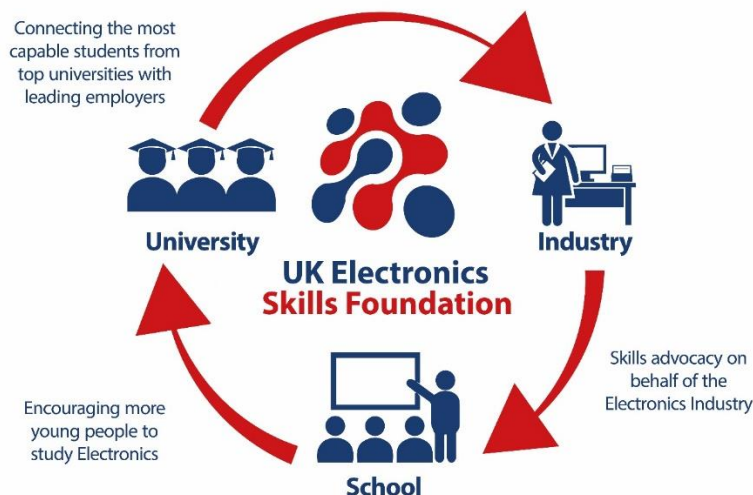 Connecting the most
capable students from
top universities with
leading employers
University
Industry
UK Electronics
Skills Foundation
Skills advocacy on
behalf of the
Electronics Industry
Encouraging more
young people to
study Electronics
School